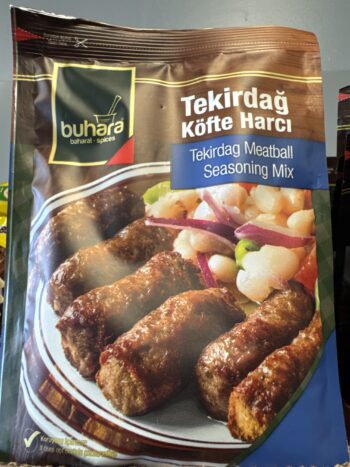 buhara
baharat - spices
Tekirdağ
Köfte Harcı
Tekirdag Meatball
Seasoning Mix